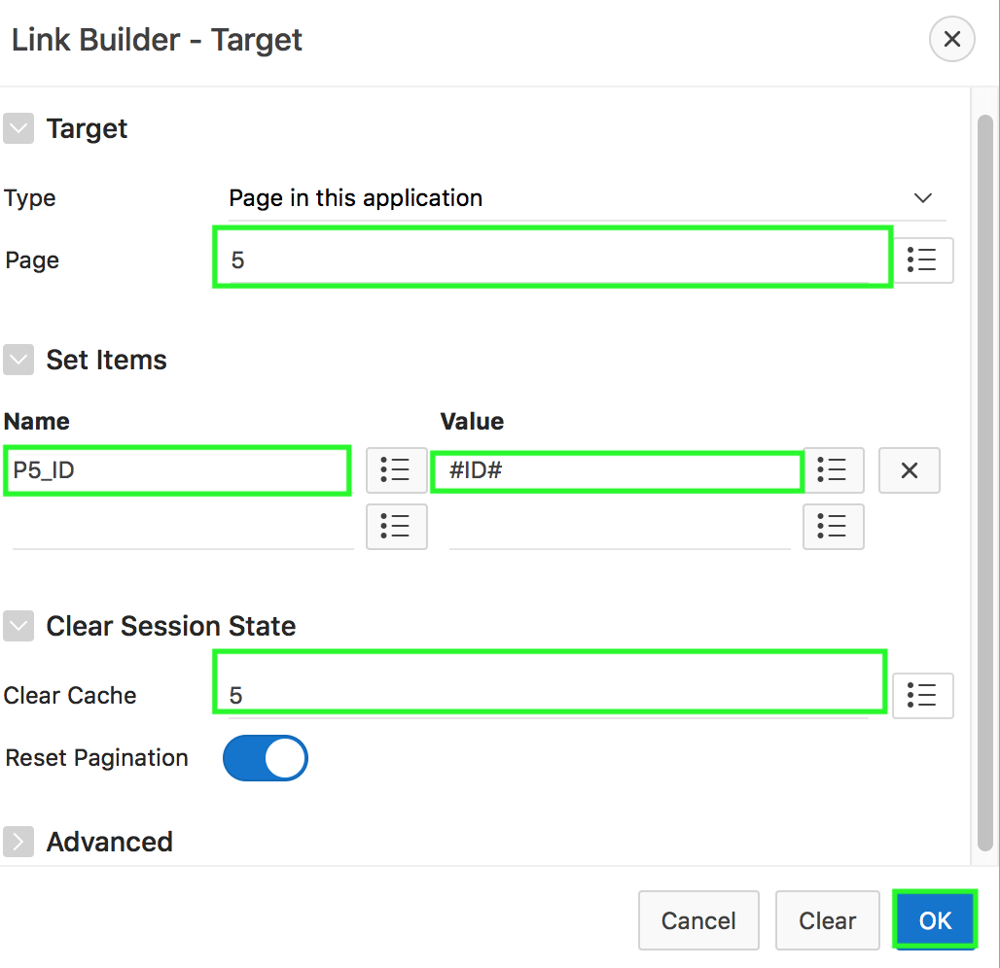 Link Builder - Target
Target
Type Page in this application
Page 5
Set Items
Name Value
P5_ID #ID#
Clear Session State
Clear Cache 5
Reset Pagination
Advanced
Cancel Clear OK